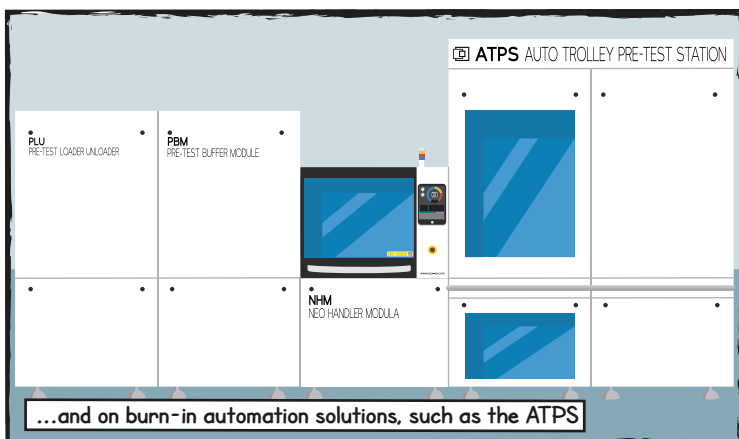 ATPS AUTO TROLLEY PRE-TEST STATION
PLU
PRE-TEST LOADER UNLOADER
PBM
PRE-TEST BUFFER MODULE
NHM
NEO HANDLER MODULA
...and on burn-in automation solutions, such as the ATPS